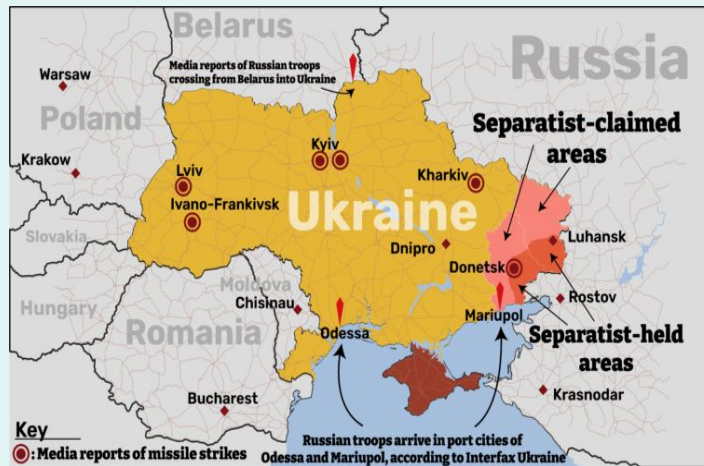 Belarus
Russia
Media reports of Russian troops
crossing from Belarus into Ukraine
Warsaw
Poland
Separatist-claimed
areas
Krakow
Kyiv
Lviv
Kharkiv
Ivano-Frankivsk
Ukraine
Slovakia
Dnipro
Luhansk
Donetsk
Moldova
Hungary
Chisinau
Rostov
Mariupol
Romania
Odessa
Separatist-held
areas
Bucharest
Krasnodar
Key
: Media reports of missile strikes
Russian troops arrive in port cities of
Odessa and Mariupol, according to Interfax Ukraine